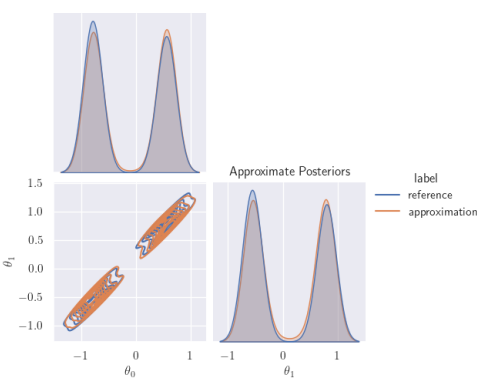 Approximate Posteriors
label
reference
approximation
1.5
1.0
0.5
0.0
−0.5
−1.0
θ1
−1
0
1
θ0
−1
0
1
θ1